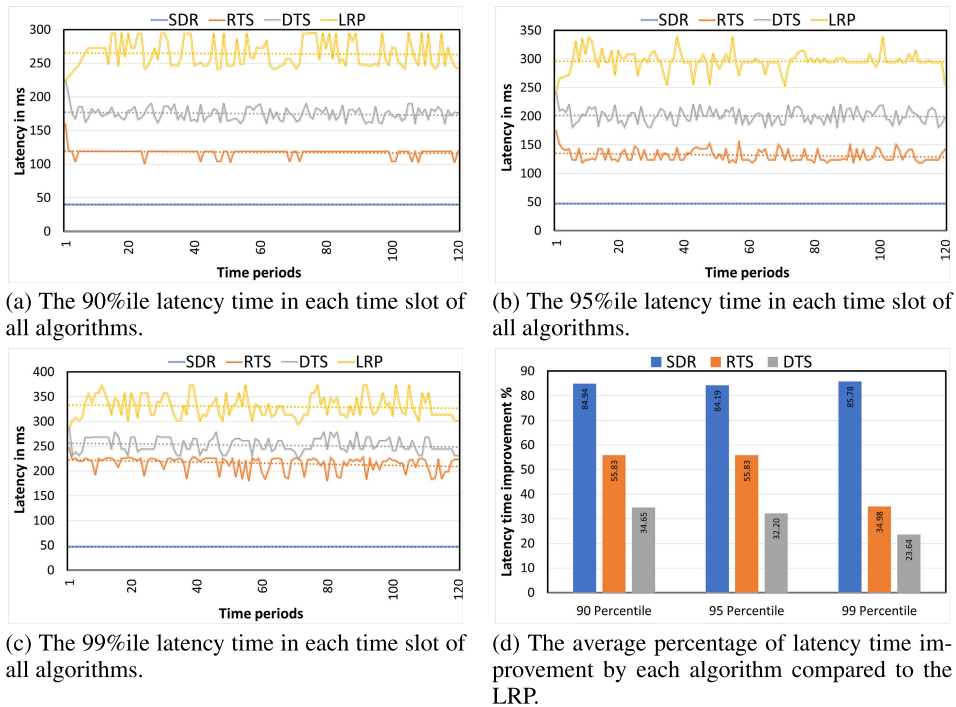 SDR RTS DTS LRP
300
250
200
150
100
50
0
Latency in ms
1 20 40 60 80 100 120
Time periods
(a) The 90%ile latency time in each time slot of
all algorithms.
SDR RTS DTS LRP
350
300
250
200
150
100
50
0
Latency in ms
1 20 40 60 80 100 120
Time periods
(b) The 95%ile latency time in each time slot of
all algorithms.
SDR RTS DTS LRP
400
350
300
250
200
150
100
50
0
Latency in ms
1 20 40 60 80 100 120
Time periods
(c) The 99%ile latency time in each time slot of
all algorithms.
SDR RTS DTS
90
80
70
60
50
40
30
20
10
0
Latency time improvement %
84.94 55.83 34.65
84.19 55.83 32.20
85.78 34.98 23.64
90 Percentile 95 Percentile 99 Percentile
(d) The average percentage of latency time im-
provement by each algorithm compared to the
LRP.